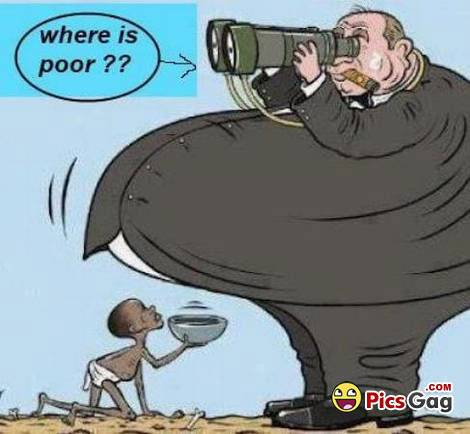 where is
poor ??
.com
PicsGag